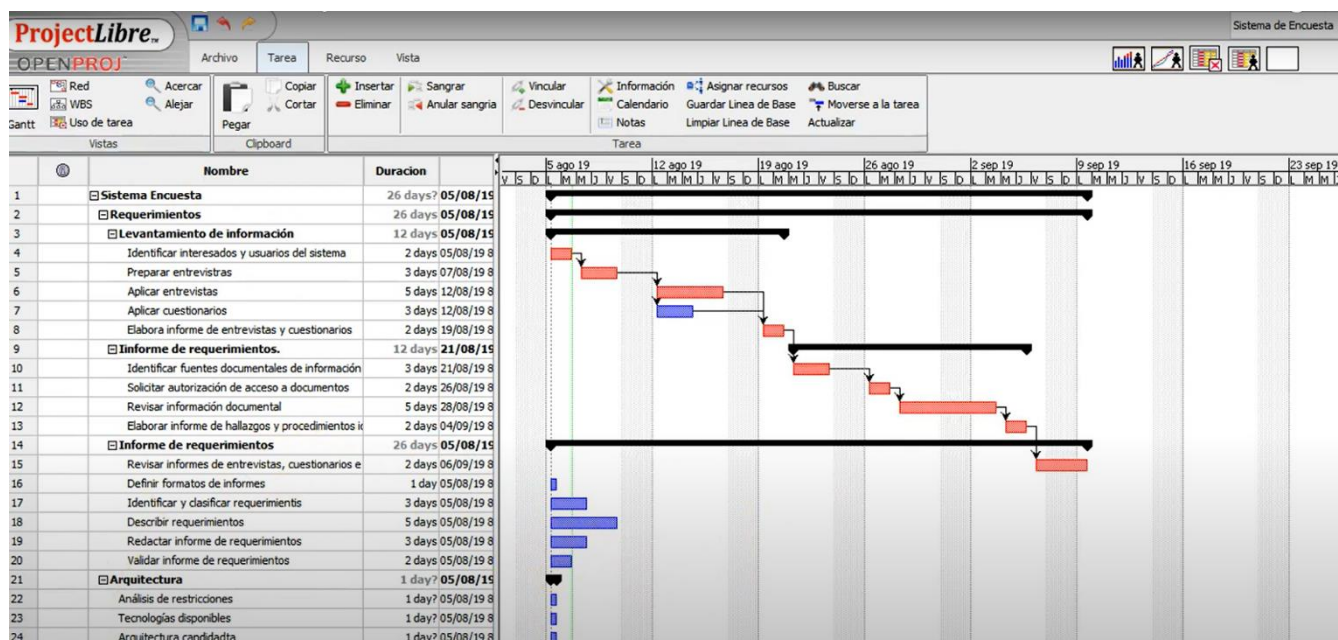 ProjectLibre™
OPENPROJ
Sistema de Encuesta
Archivo Tarea Recurso Vista
Red Acercar Copiar Insertar Sangrar Vincular Información Asignar recursos Buscar
WBS Alejar Cortar Eliminar Anular sangria Desvincular Calendario Guardar Linea de Base Moverse a la tarea
Gantt Uso de tarea Pegar Notas Limpiar Linea de Base Actualizar
Vistas Clipboard Tarea
Nombre Duracion
5 ago 19 12 ago 19 19 ago 19 26 ago 19 2 sep 19 9 sep 19 16 sep 19 23 sep 19
V S D L M M J V S D L M M J V S D L M M J V S D L M M J V S D L M M J V S D L M M J V S D L M M J V S D L M M J
1 Sistema Encuesta 26 days? 05/08/19
2 Requerimientos 26 days 05/08/19
3 Levantamiento de información 12 days 05/08/19
4 Identificar interesados y usuarios del sistema 2 days 05/08/19 8
5 Preparar entrevistras 3 days 07/08/19 8
6 Aplicar entrevistas 5 days 12/08/19 8
7 Aplicar cuestionarios 3 days 12/08/19 8
8 Elabora informe de entrevistas y cuestionarios 2 days 19/08/19 8
9 Iinforme de requerimientos. 12 days 21/08/19
10 Identificar fuentes documentales de información 3 days 21/08/19 8
11 Solicitar autorización de acceso a documentos 2 days 26/08/19 8
12 Revisar información documental 5 days 28/08/19 8
13 Elaborar informe de hallazgos y procedimientos 2 days 04/09/19 8
14 Informe de requerimientos 26 days 05/08/19
15 Revisar informes de entrevistas, cuestionarios e 2 days 06/09/19 8
16 Definir formatos de informes 1 day 05/08/19 8
17 Identificar y clasificar requerimientis 3 days 05/08/19 8
18 Describir requerimientos 5 days 05/08/19 8
19 Redactar informe de requerimientos 3 days 05/08/19 8
20 Validar informe de requerimientos 2 days 05/08/19 8
21 Arquitectura 1 day? 05/08/19
22 Análisis de restricciones 1 day? 05/08/19 8
23 Tecnologías disponibles 1 day? 05/08/19 8
24 Arquitectura candidadta 1 day? 05/08/19 8